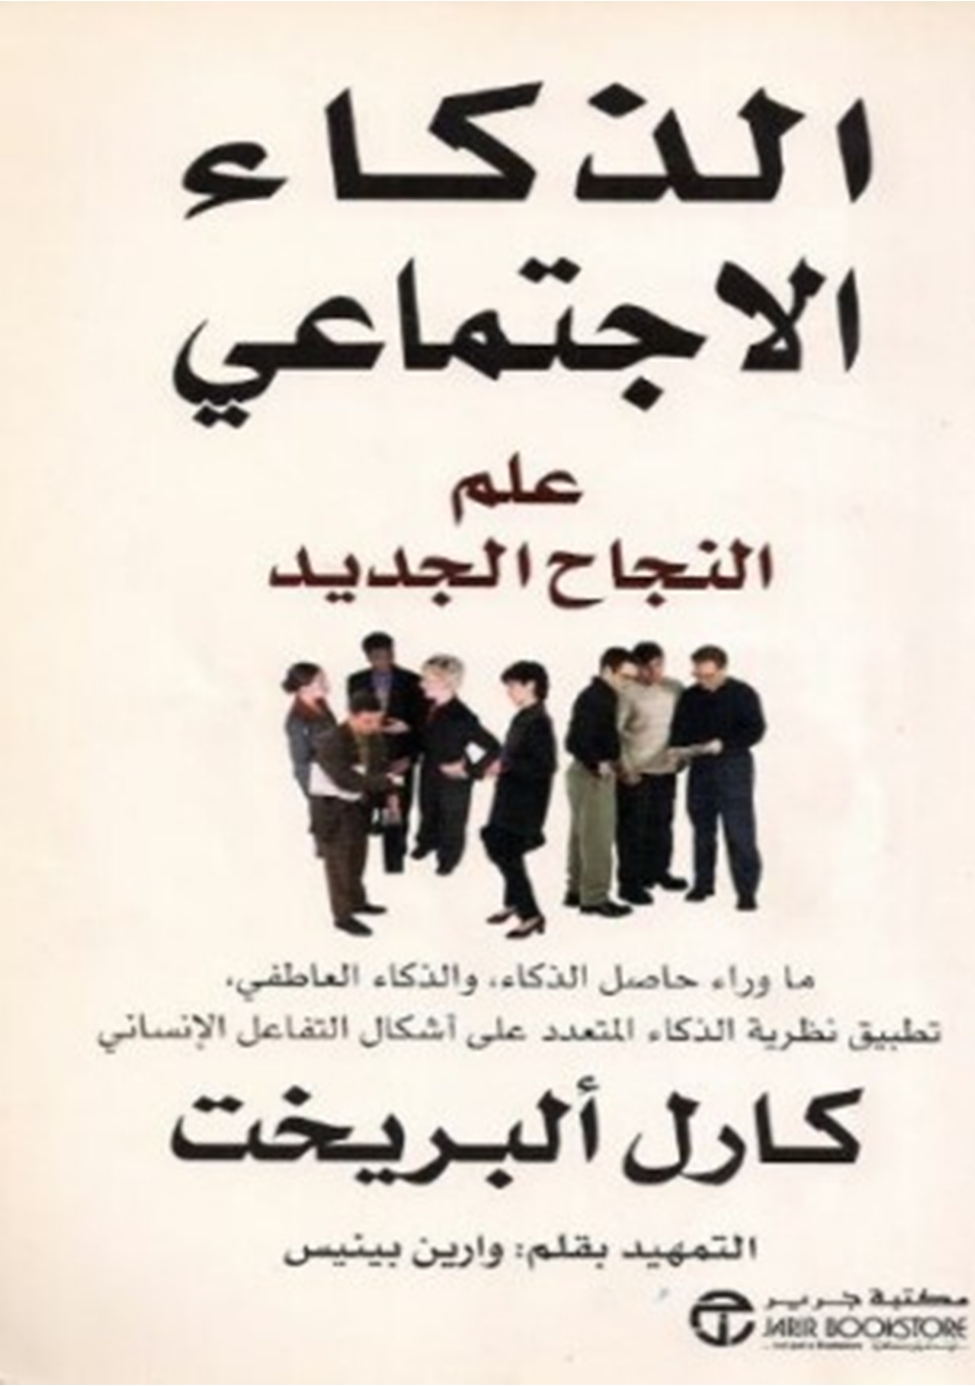 الذكاء
الاجتماعي
علم
النجاح الجديد
ما وراء حاصل الذكاء، والذكاء العاطفي،
تطبيق نظرية الذكاء المتعدد على أشكال التفاعل الإنساني
كارل ألبريخت
التمهيد بقلم: وارين بينيس
مكتبة جرير
JARIR BOOKSTORE